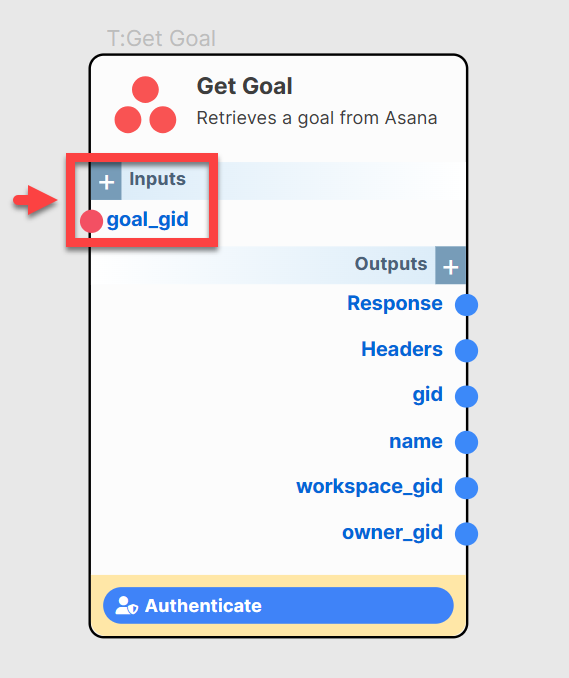 T:Get Goal
Get Goal
Retrieves a goal from Asana
+ Inputs
goal_gid
Outputs +
Response
Headers
gid
name
workspace_gid
owner_gid
Authenticate